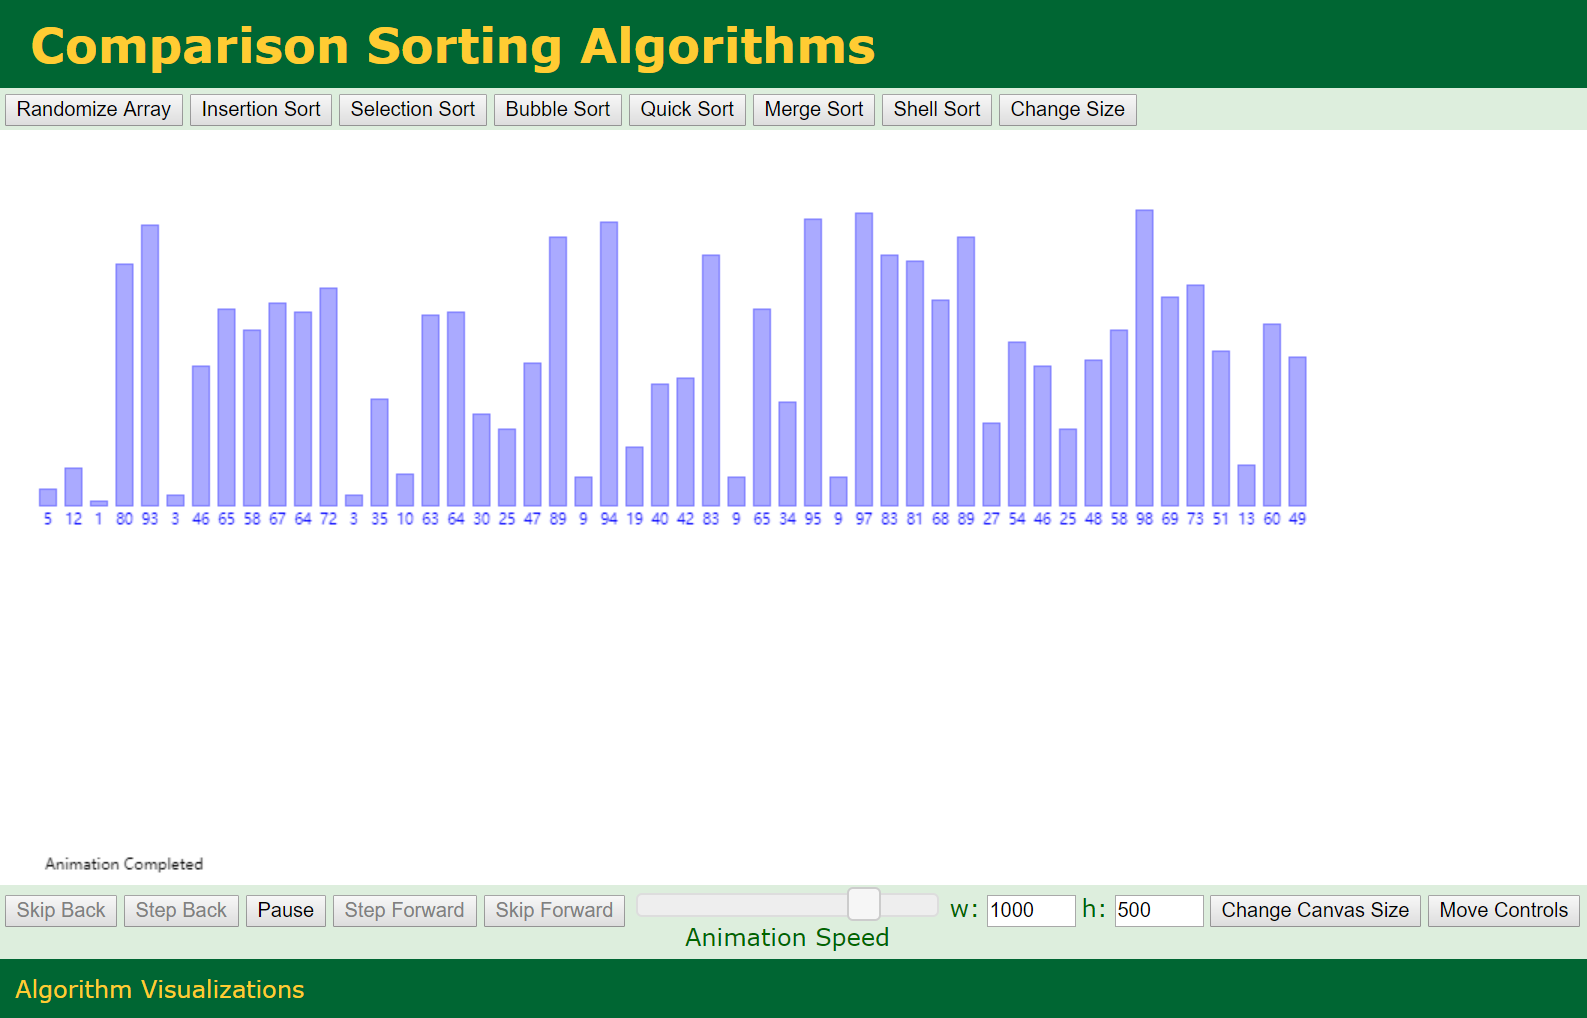 Comparison Sorting Algorithms
Randomize Array Insertion Sort Selection Sort Bubble Sort Quick Sort Merge Sort Shell Sort Change Size
5 12 1 80 93 3 46 65 58 67 64 72 3 35 10 63 64 30 25 47 89 9 94 19 40 42 83 9 65 34 95 9 97 83 81 68 89 27 54 46 25 48 58 98 69 73 51 13 60 49
Animation Completed
Skip Back Step Back Pause Step Forward Skip Forward w: 1000 h: 500 Change Canvas Size Move Controls
Animation Speed
Algorithm Visualizations